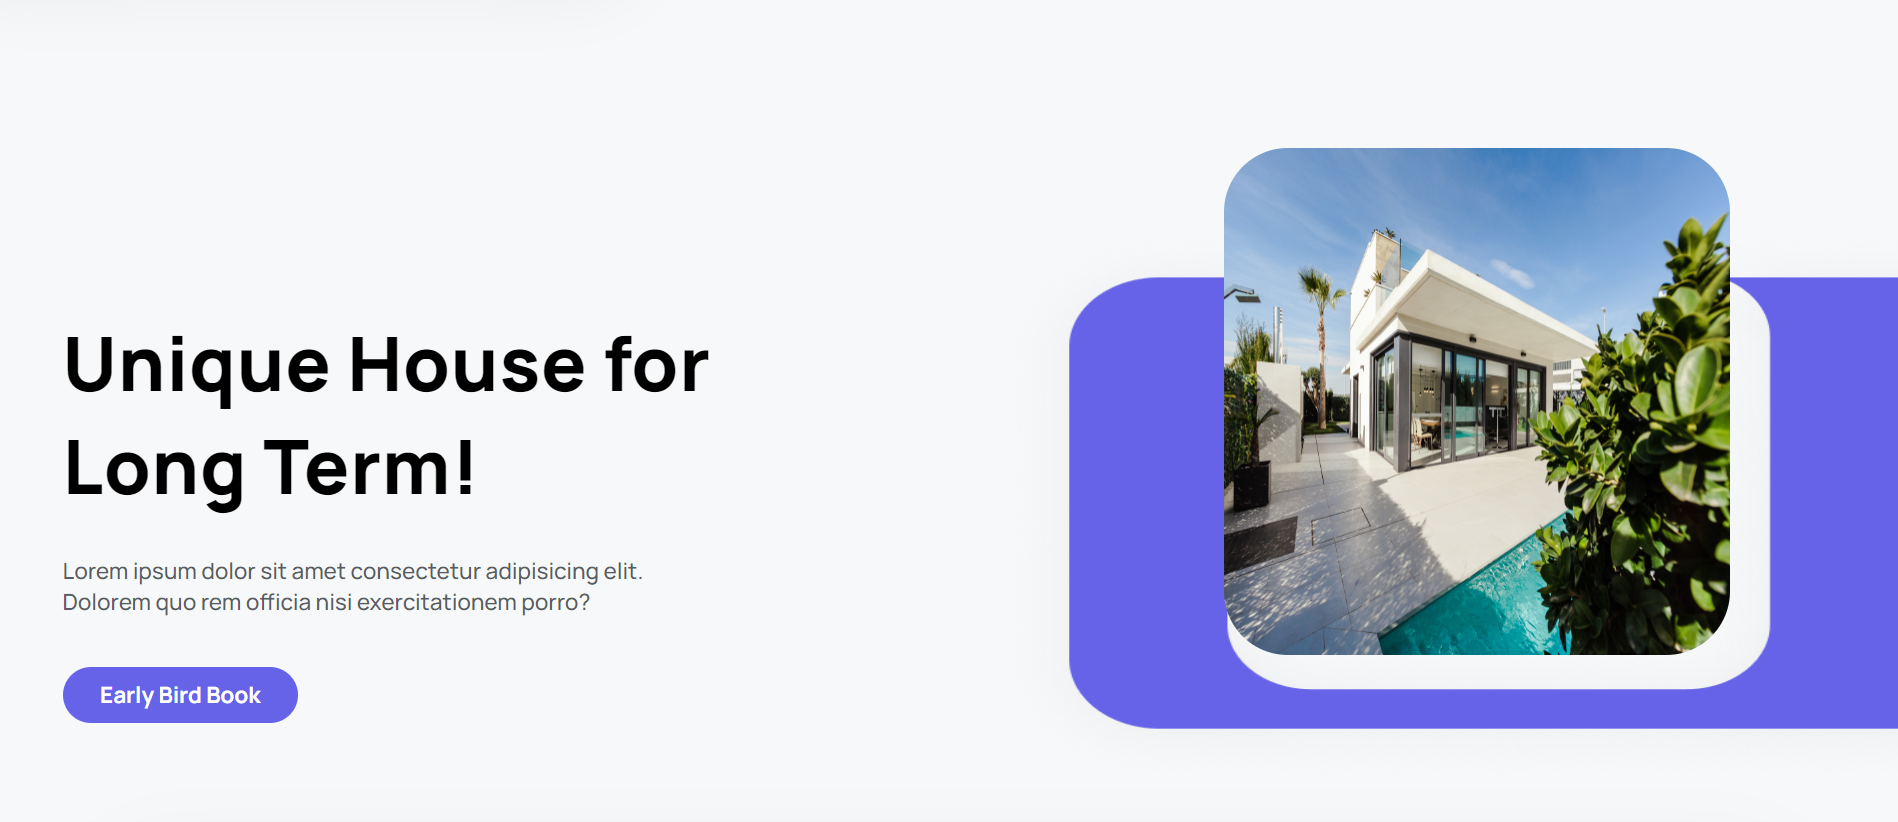 Unique House for
Long Term!
Lorem ipsum dolor sit amet consectetur adipisicing elit.
Dolorem quo rem officia nisi exercitationem porro?
Early Bird Book